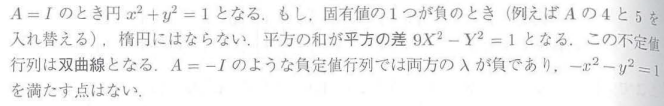 A = I のとき円 x² + y² = 1 となる．もし，固有値の1つが負のとき（例えば A の 4 と 5 を
入れ替える），楕円にはならない．平方の和が平方の差 9X² − Y² = 1 となる．この不定値
行列は双曲線となる．A = −I のような負定値行列では両方の λ が負であり，−x² − y² = 1
を満たす点はない．